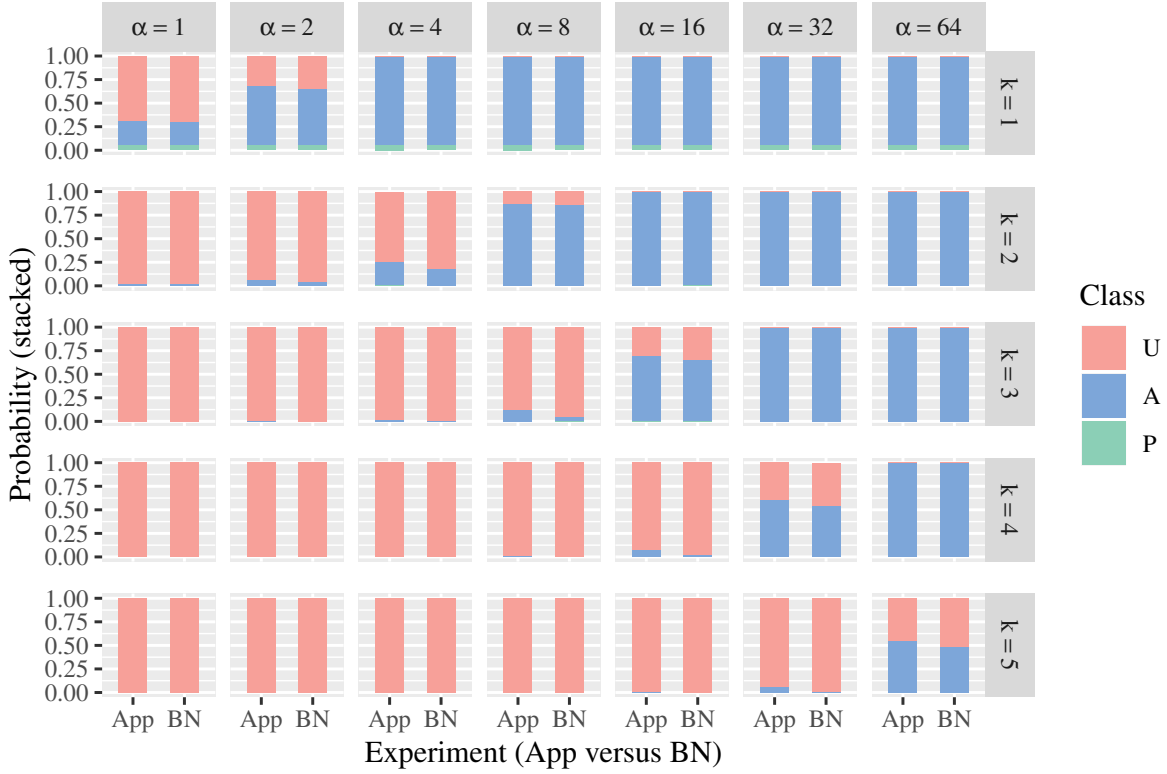 α = 1 α = 2 α = 4 α = 8 α = 16 α = 32 α = 64
1.00
0.75
0.50
0.25
0.00
k = 1
1.00
0.75
0.50
0.25
0.00
k = 2
1.00
0.75
0.50
0.25
0.00
k = 3
1.00
0.75
0.50
0.25
0.00
k = 4
1.00
0.75
0.50
0.25
0.00
k = 5
Probability (stacked)
App BN App BN App BN App BN App BN App BN App BN
Experiment (App versus BN)
Class
U
A
P